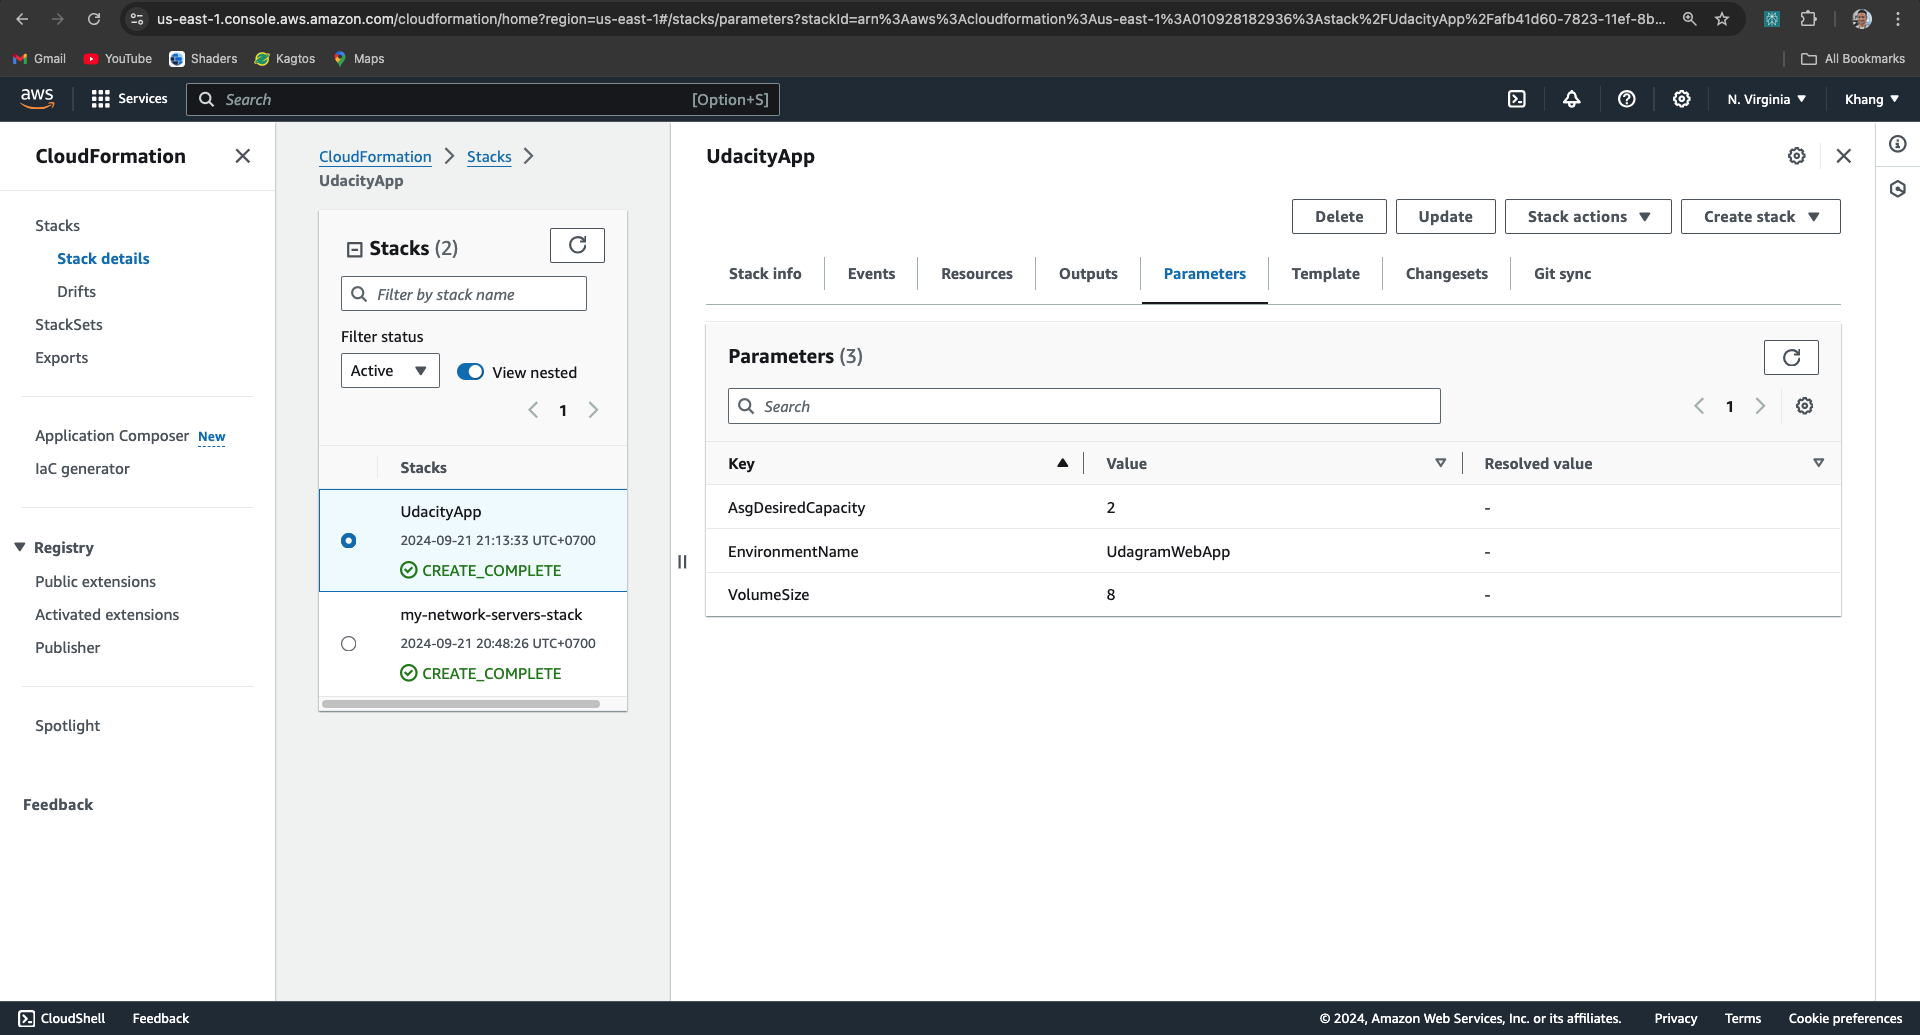 us-east-1.console.aws.amazon.com/cloudformation/home?region=us-east-1#/stacks/parameters?stackId=arn%3Aaws%3Acloudformation%3Aus-east-1%3A010928182936%3Astack%2FUdacityApp%2Fafb41d60-7823-11ef-8b...
Gmail YouTube Shaders Kagtos Maps All Bookmarks
aws Services Search [Option+S] N. Virginia Khang
CloudFormation
Stacks
Stack details
Drifts
StackSets
Exports
Application Composer New
IaC generator
Registry
Public extensions
Activated extensions
Publisher
Spotlight
Feedback
CloudFormation Stacks
UdacityApp
Stacks (2)
Filter by stack name
Filter status
Active View nested
1
Stacks
UdacityApp
2024-09-21 21:13:33 UTC+0700
CREATE_COMPLETE
my-network-servers-stack
2024-09-21 20:48:26 UTC+0700
CREATE_COMPLETE
UdacityApp
Delete Update Stack actions Create stack
Stack info Events Resources Outputs Parameters Template Changesets Git sync
Parameters (3)
Search 1
Key Value Resolved value
AsgDesiredCapacity 2 -
EnvironmentName UdagramWebApp -
VolumeSize 8 -
CloudShell Feedback © 2024, Amazon Web Services, Inc. or its affiliates. Privacy Terms Cookie preferences